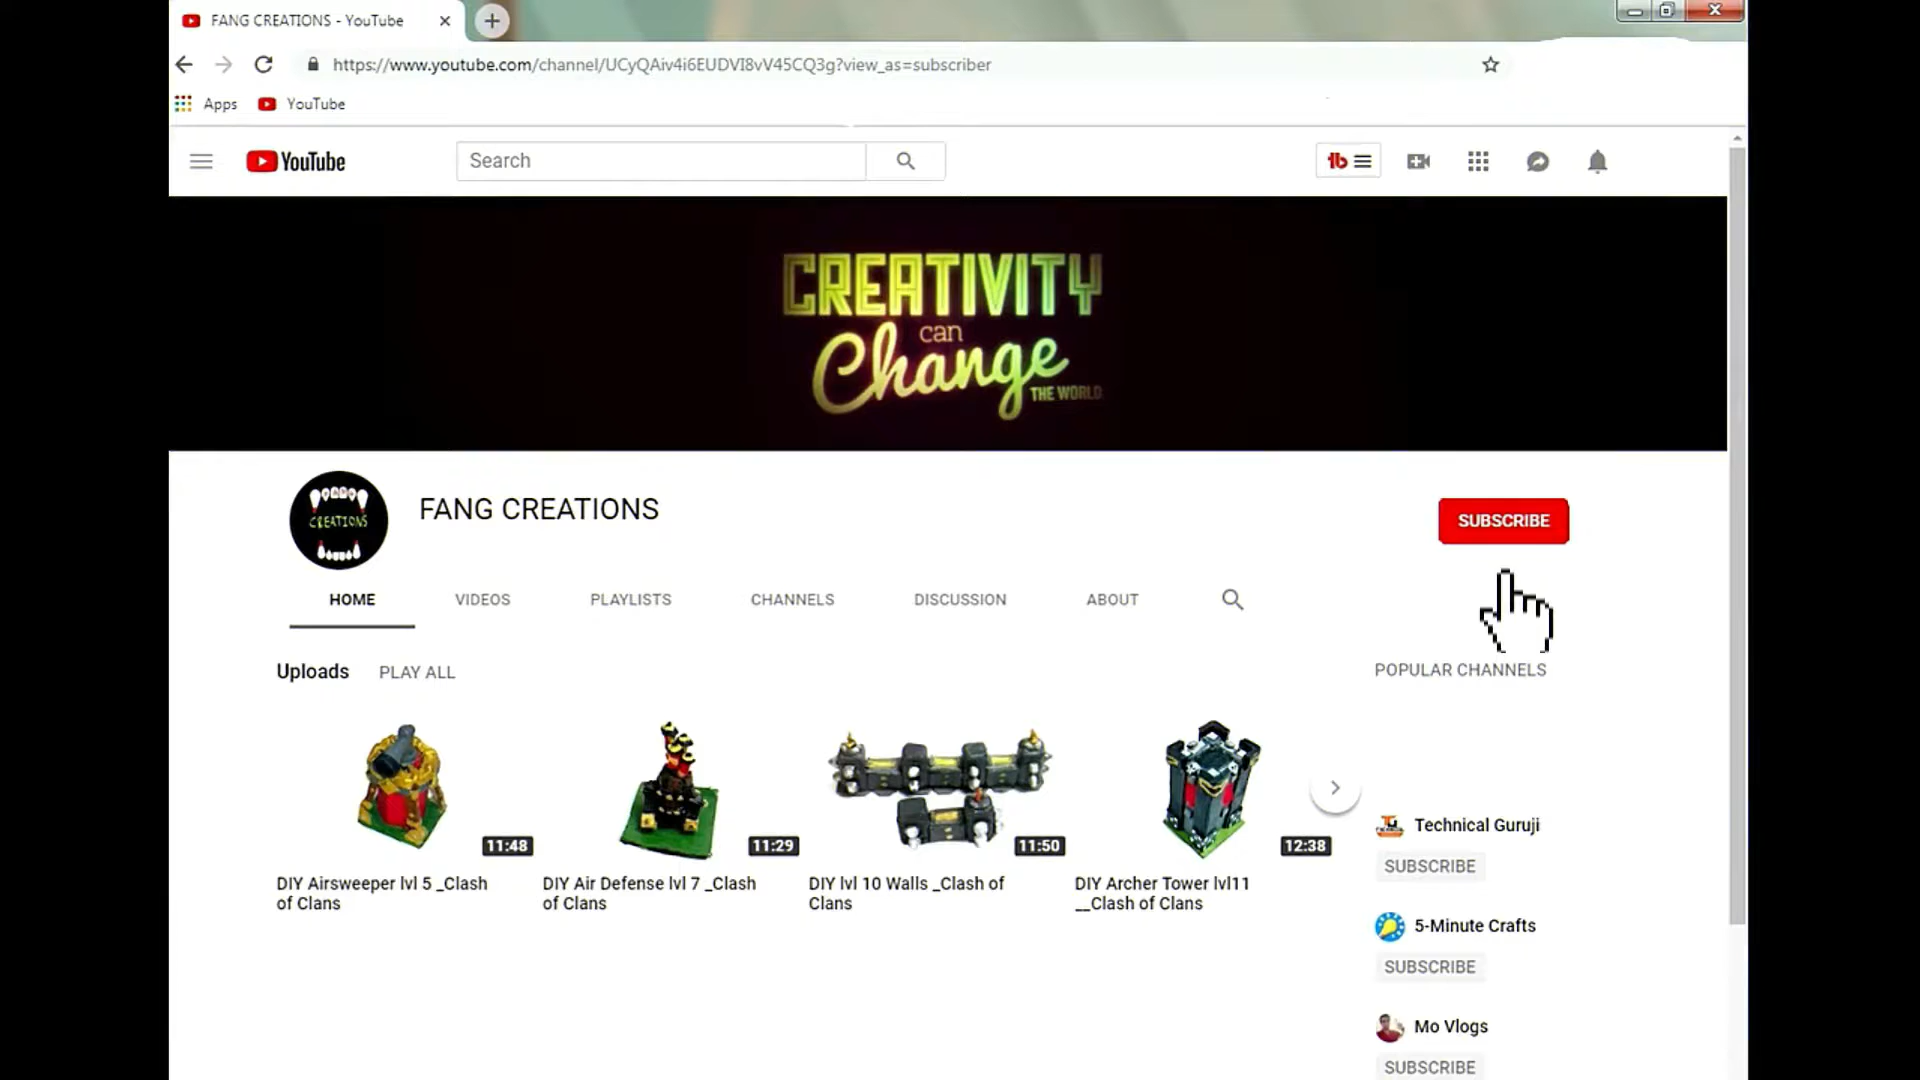 FANG CREATIONS - YouTube
https://www.youtube.com/channel/UCyQAiv4i6EUDVI8vV45CQ3g?view_as=subscriber
Apps
YouTube
YouTube
Search
CREATIVITY
can
Change
THE WORLD
CREATIONS
FANG CREATIONS
SUBSCRIBE
HOME
VIDEOS
PLAYLISTS
CHANNELS
DISCUSSION
ABOUT
Uploads
PLAY ALL
POPULAR CHANNELS
11:48
11:29
11:50
12:38
DIY Airsweeper lvl 5 _Clash
of Clans
DIY Air Defense lvl 7 _Clash
of Clans
DIY lvl 10 Walls _Clash of
Clans
DIY Archer Tower lvl11
__Clash of Clans
Technical Guruji
SUBSCRIBE
5-Minute Crafts
SUBSCRIBE
Mo Vlogs
SUBSCRIBE